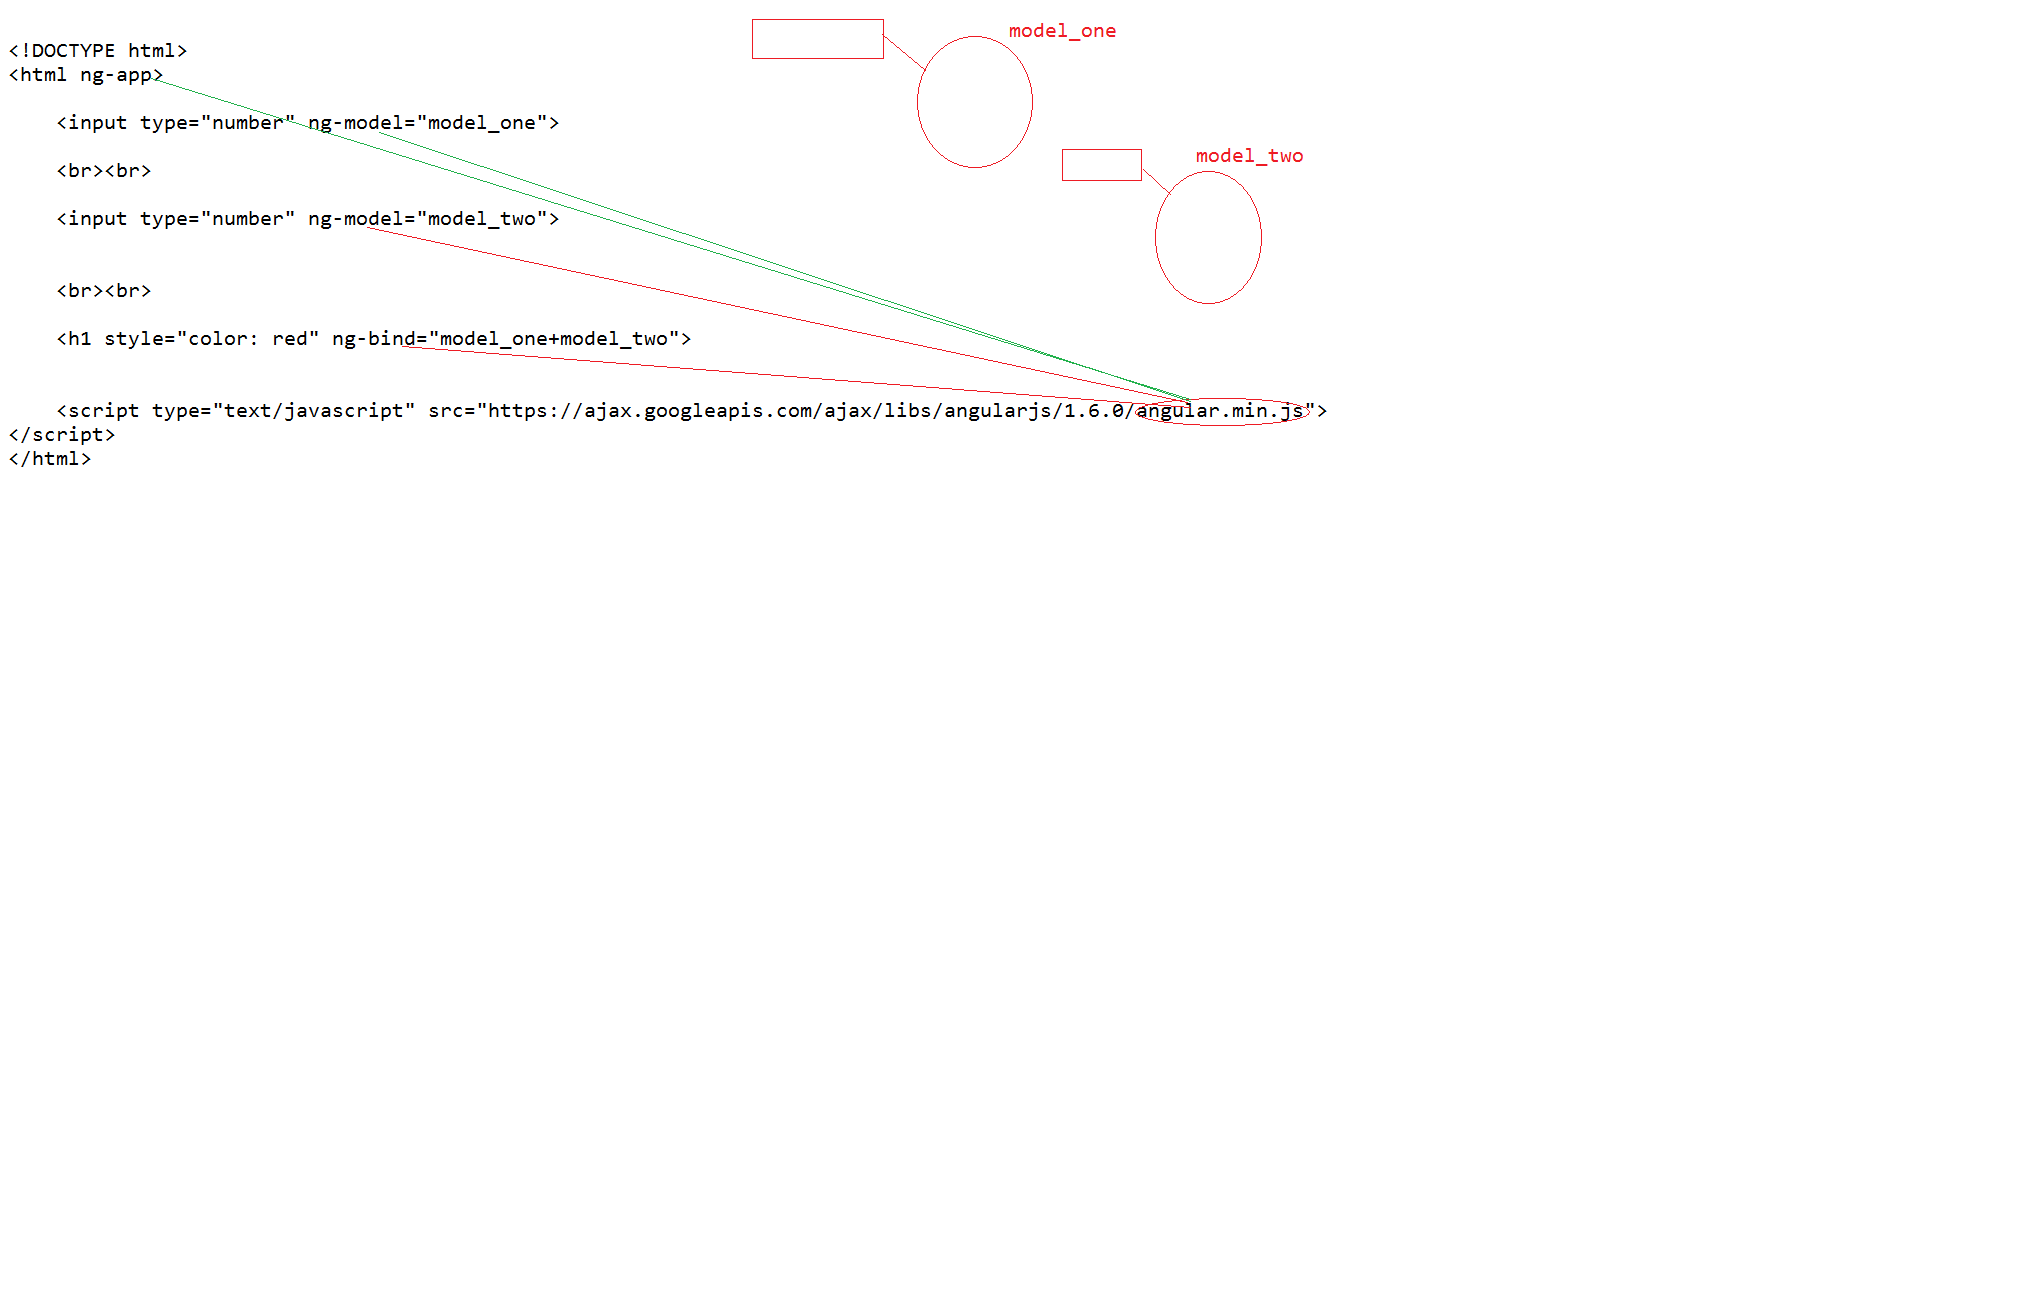 model_one
<!DOCTYPE html>
<html ng-app>
<input type="number" ng-model="model_one">
model_two
<br><br>
<input type="number" ng-model="model_two">
<br><br>
<h1 style="color: red" ng-bind="model_one+model_two">
<script type="text/javascript" src="https://ajax.googleapis.com/ajax/libs/angularjs/1.6.0/angular.min.js">
</script>
</html>